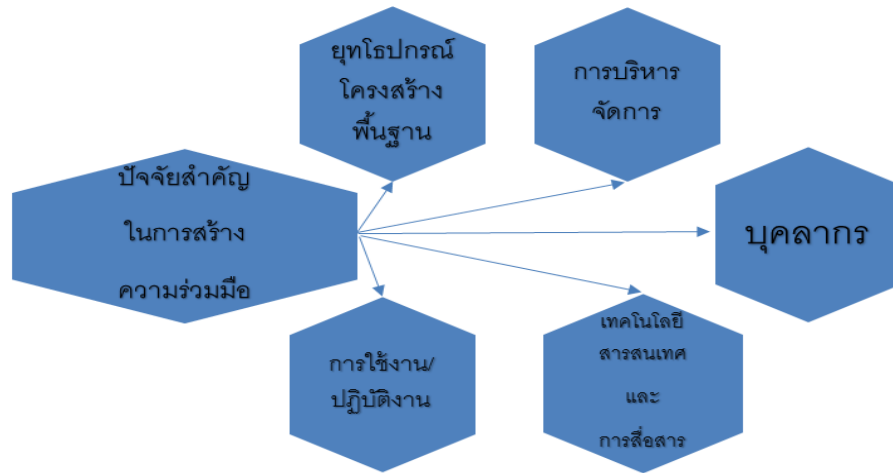 ปัจจัยสำคัญ
ในการสร้าง
ความร่วมมือ
ยุทโธปกรณ์
โครงสร้าง
พื้นฐาน
การบริหาร
จัดการ
บุคลากร
เทคโนโลยี
สารสนเทศ
และ
การสื่อสาร
การใช้งาน/
ปฏิบัติงาน